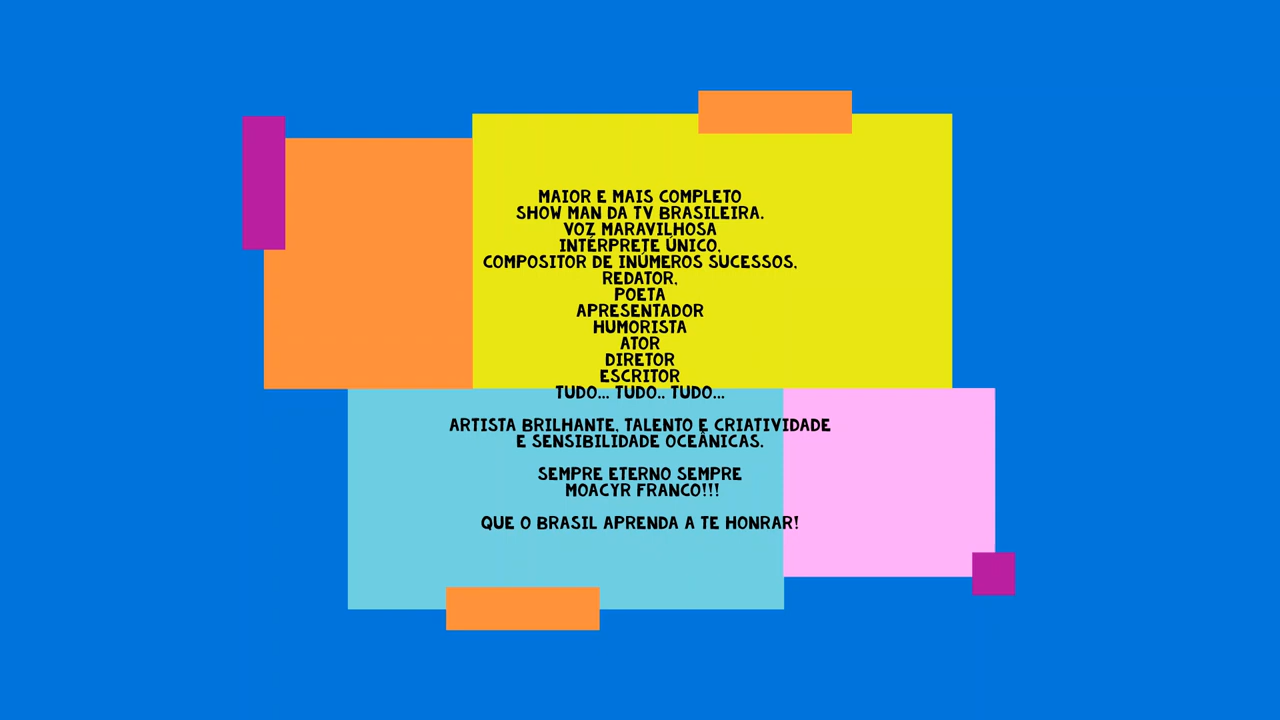 MAIOR E MAIS COMPLETO
SHOW MAN DA TV BRASILEIRA.
VOZ MARAVILHOSA
INTÉRPRETE ÚNICO,
COMPOSITOR DE INÚMEROS SUCESSOS,
REDATOR,
POETA
APRESENTADOR
HUMORISTA
ATOR
DIRETOR
ESCRITOR
TUDO... TUDO.. TUDO...
ARTISTA BRILHANTE, TALENTO E CRIATIVIDADE
E SENSIBILIDADE OCEÂNICAS.
SEMPRE ETERNO SEMPRE
MOACYR FRANCO!!!
QUE O BRASIL APRENDA A TE HONRAR!